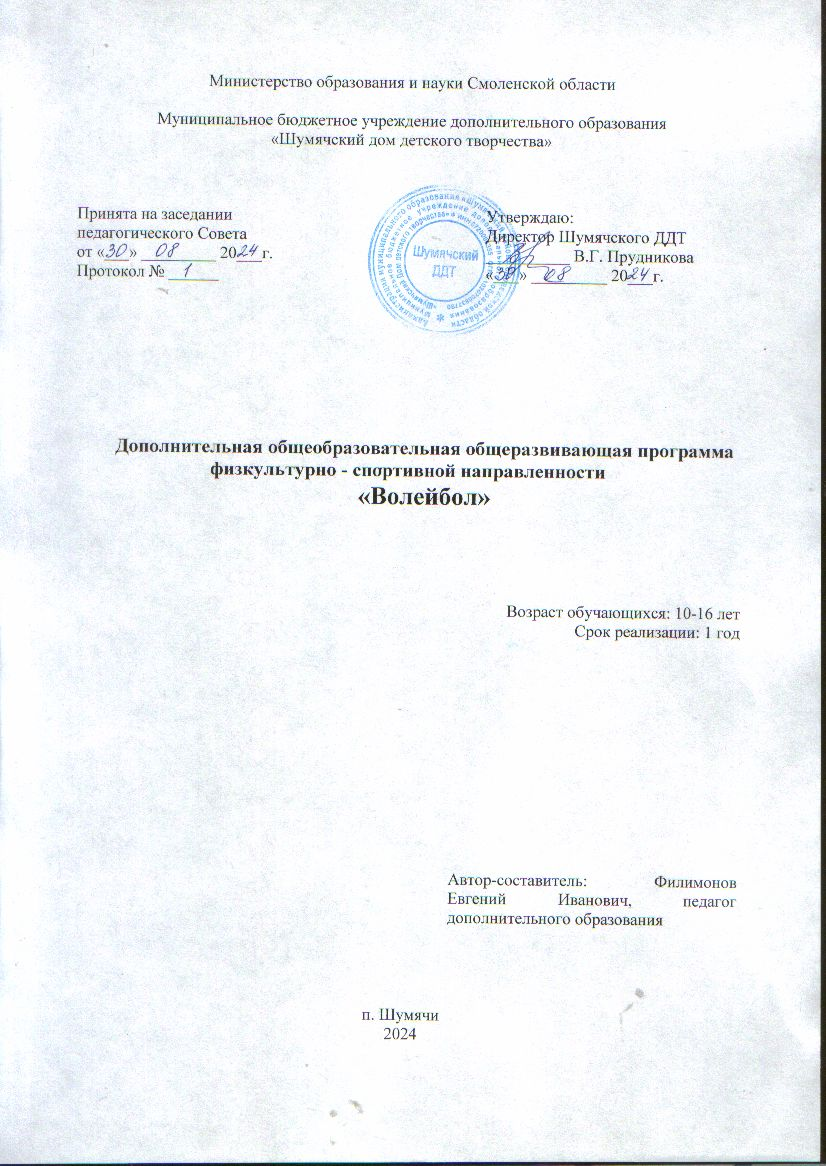 Министерство образования и науки Смоленской области
Муниципальное бюджетное учреждение дополнительного образования
«Шумячский дом детского творчества»
Принята на заседании
педагогического Совета
от «30» 08 2024 г.
Протокол № 1
Утверждаю:
Директор Шумячского ДДТ
В.Г. Прудникова
«30» 08 2024 г.
Шумячский
ДДТ
Дополнительная общеобразовательная общеразвивающая программа
физкультурно - спортивной направленности
«Волейбол»
Возраст обучающихся: 10-16 лет
Срок реализации: 1 год
Автор-составитель: Филимонов
Евгений Иванович, педагог
дополнительного образования
п. Шумячи
2024